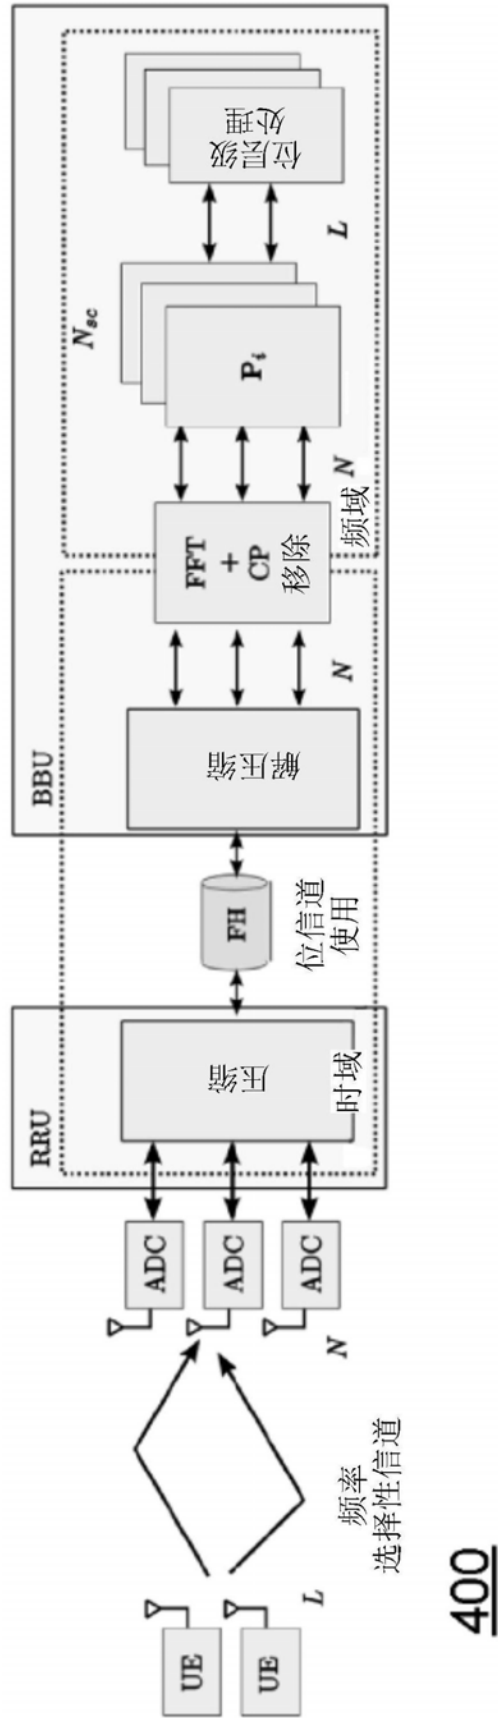 UE
UE
L
频率
选择性信道
ADC
ADC
ADC
N
RRU
压缩
时域
FH
位信道
使用
BBU
解压缩
N
FFT
+
CP
移除
频域
N
N_sc
P_i
L
位层级
处理
400